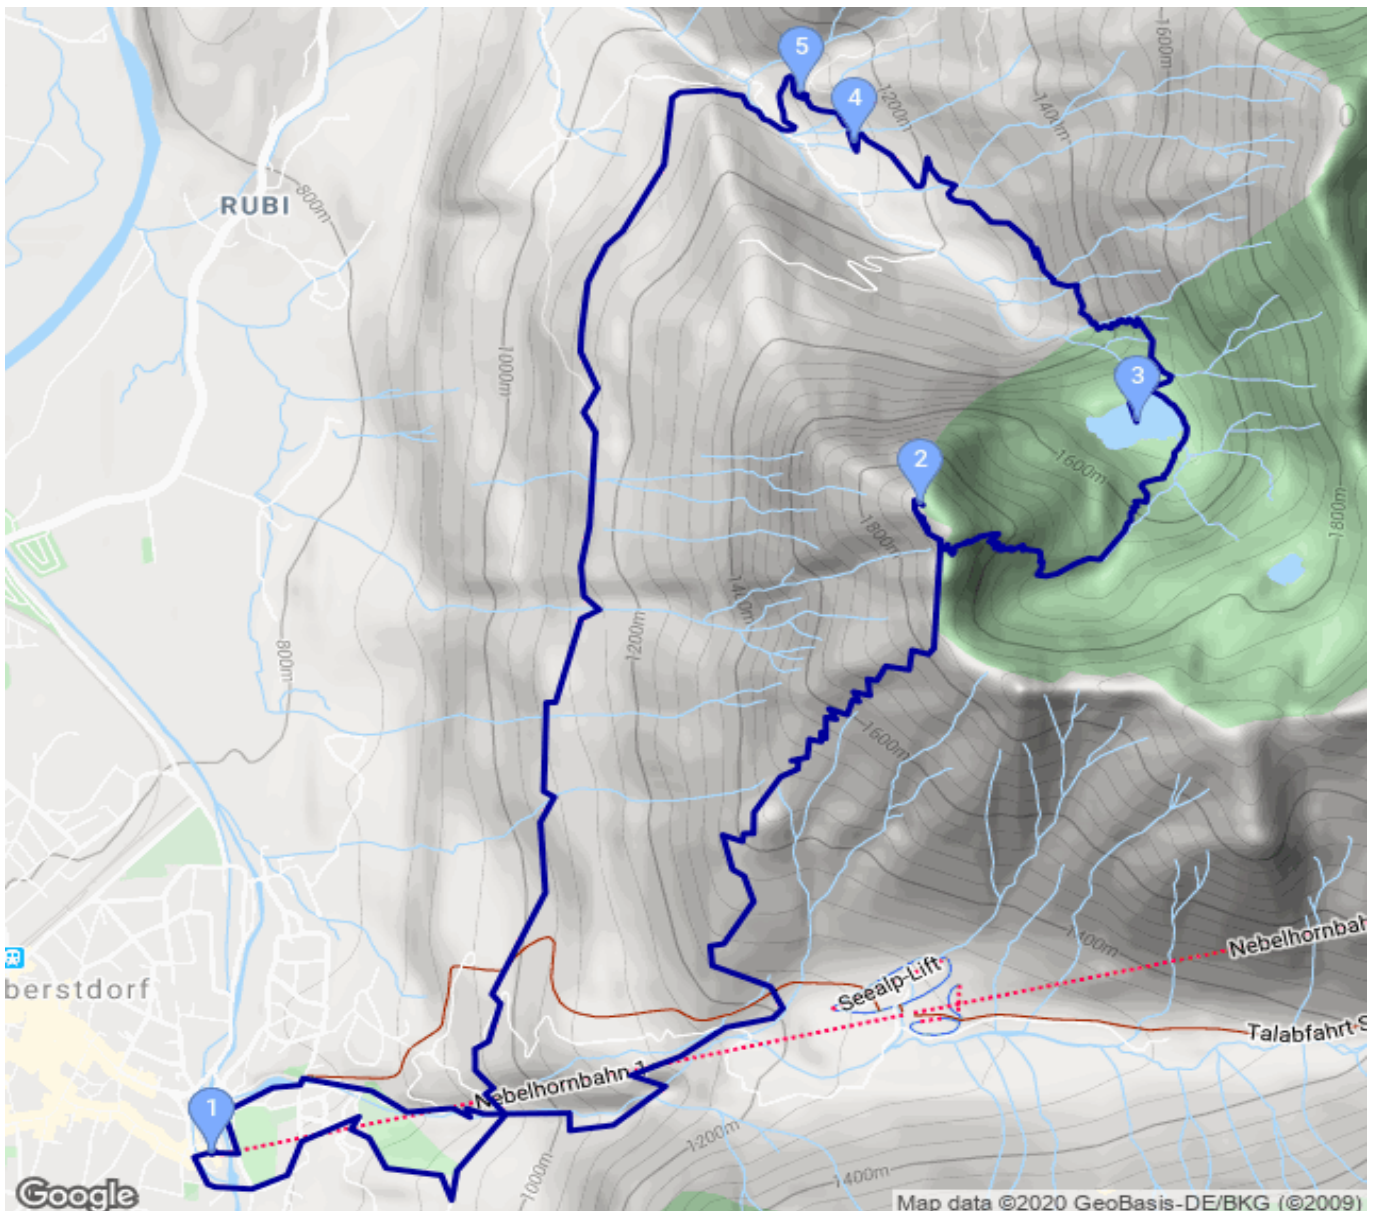 5
1600m
4
1200m
1400m
RUBI
800m
1000m
3
2
1600m
1800m
1800m
1400m
1200m
800m
1600m
1400m
Nebelhornbah
berstdorf
Seealp-Lift
Talabfahrt S
Nebelhornbahn 1
1
1200m
1000m
1400m
Google
Map data ©2020 GeoBasis-DE/BKG (©2009)